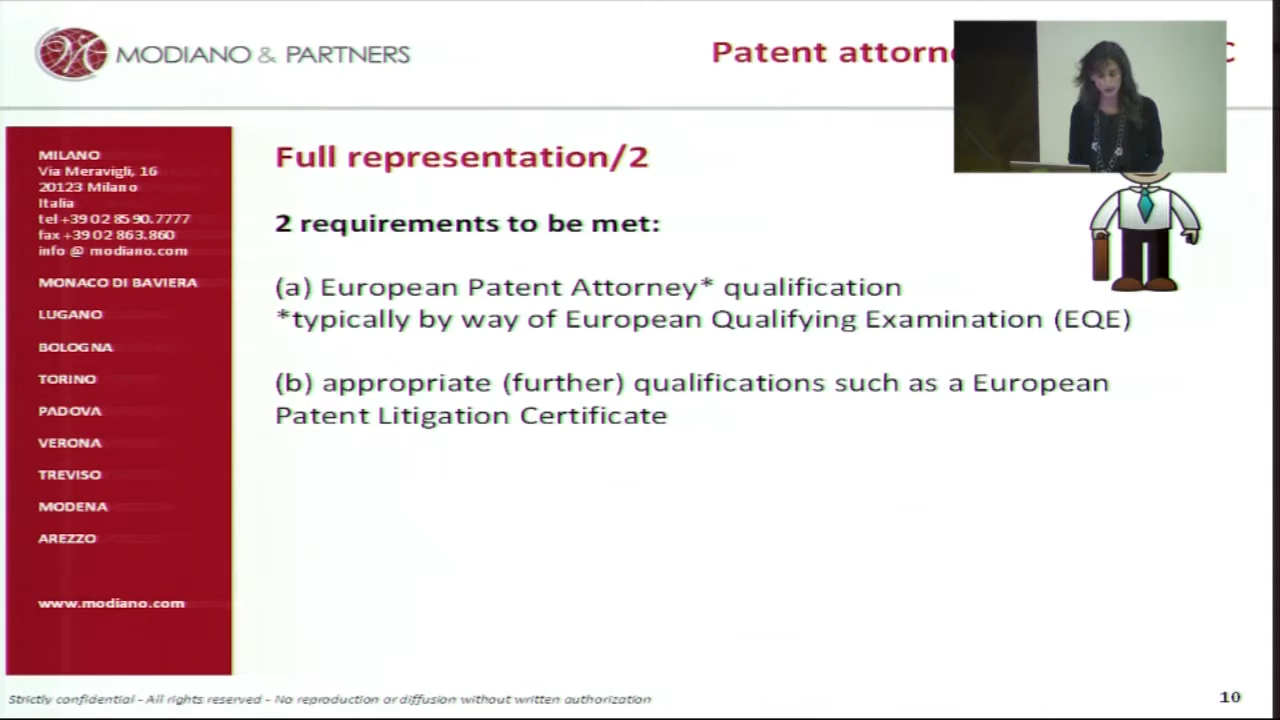 MODIANO & PARTNERS
Patent attorne
MILANO
Via Meravigli, 16
20123 Milano
Italia
tel +39 02 85 90.7777
fax +39 02 863.860
info @ modiano.com
MONACO DI BAVIERA
LUGANO
BOLOGNA
TORINO
PADOVA
VERONA
TREVISO
MODENA
AREZZO
www.modiano.com
Full representation/2
2 requirements to be met:
(a) European Patent Attorney* qualification
*typically by way of European Qualifying Examination (EQE)
(b) appropriate (further) qualifications such as a European
Patent Litigation Certificate
Strictly confidential - All rights reserved - No reproduction or diffusion without written authorization
10